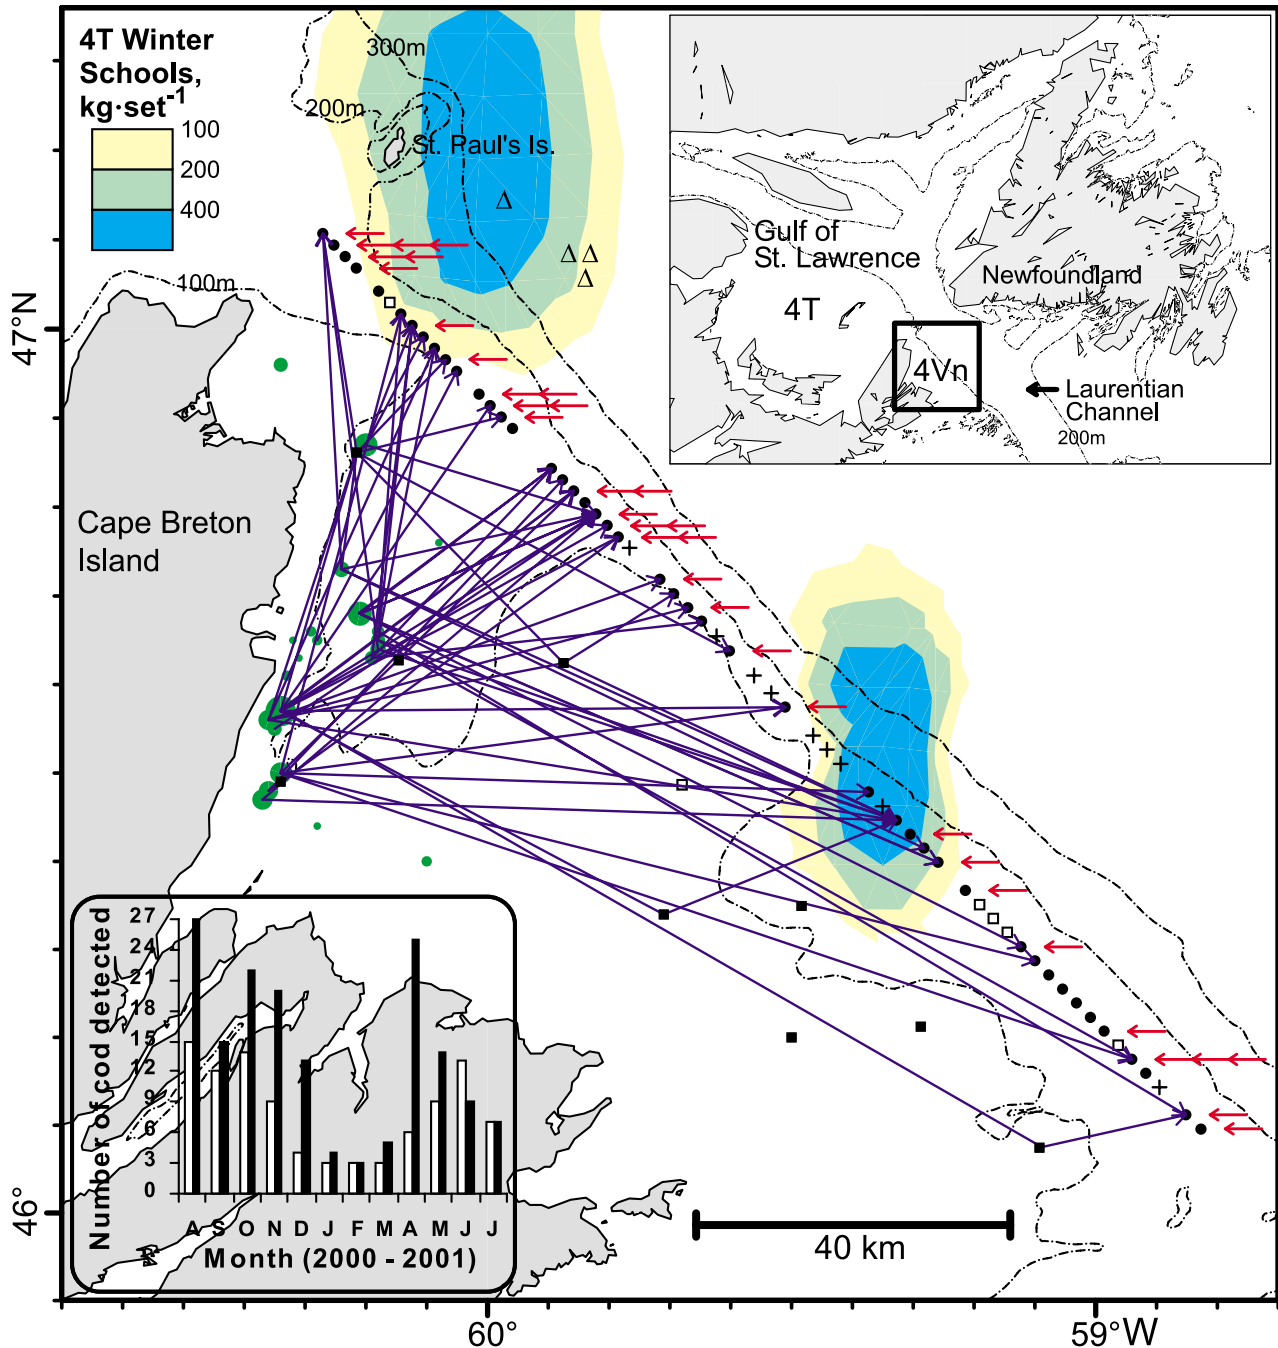 4T Winter
Schools,
kg·set⁻¹
100
200
400
300m
200m
St. Paul's Is.
100m
47°N
Gulf of
St. Lawrence
Newfoundland
4T
4Vn
Laurentian
Channel
200m
Cape Breton
Island
Number of cod detected
27
24
21
18
15
12
9
6
3
0
A S O N D J F M A M J J
Month (2000 - 2001)
46°
40 km
60°
59°W